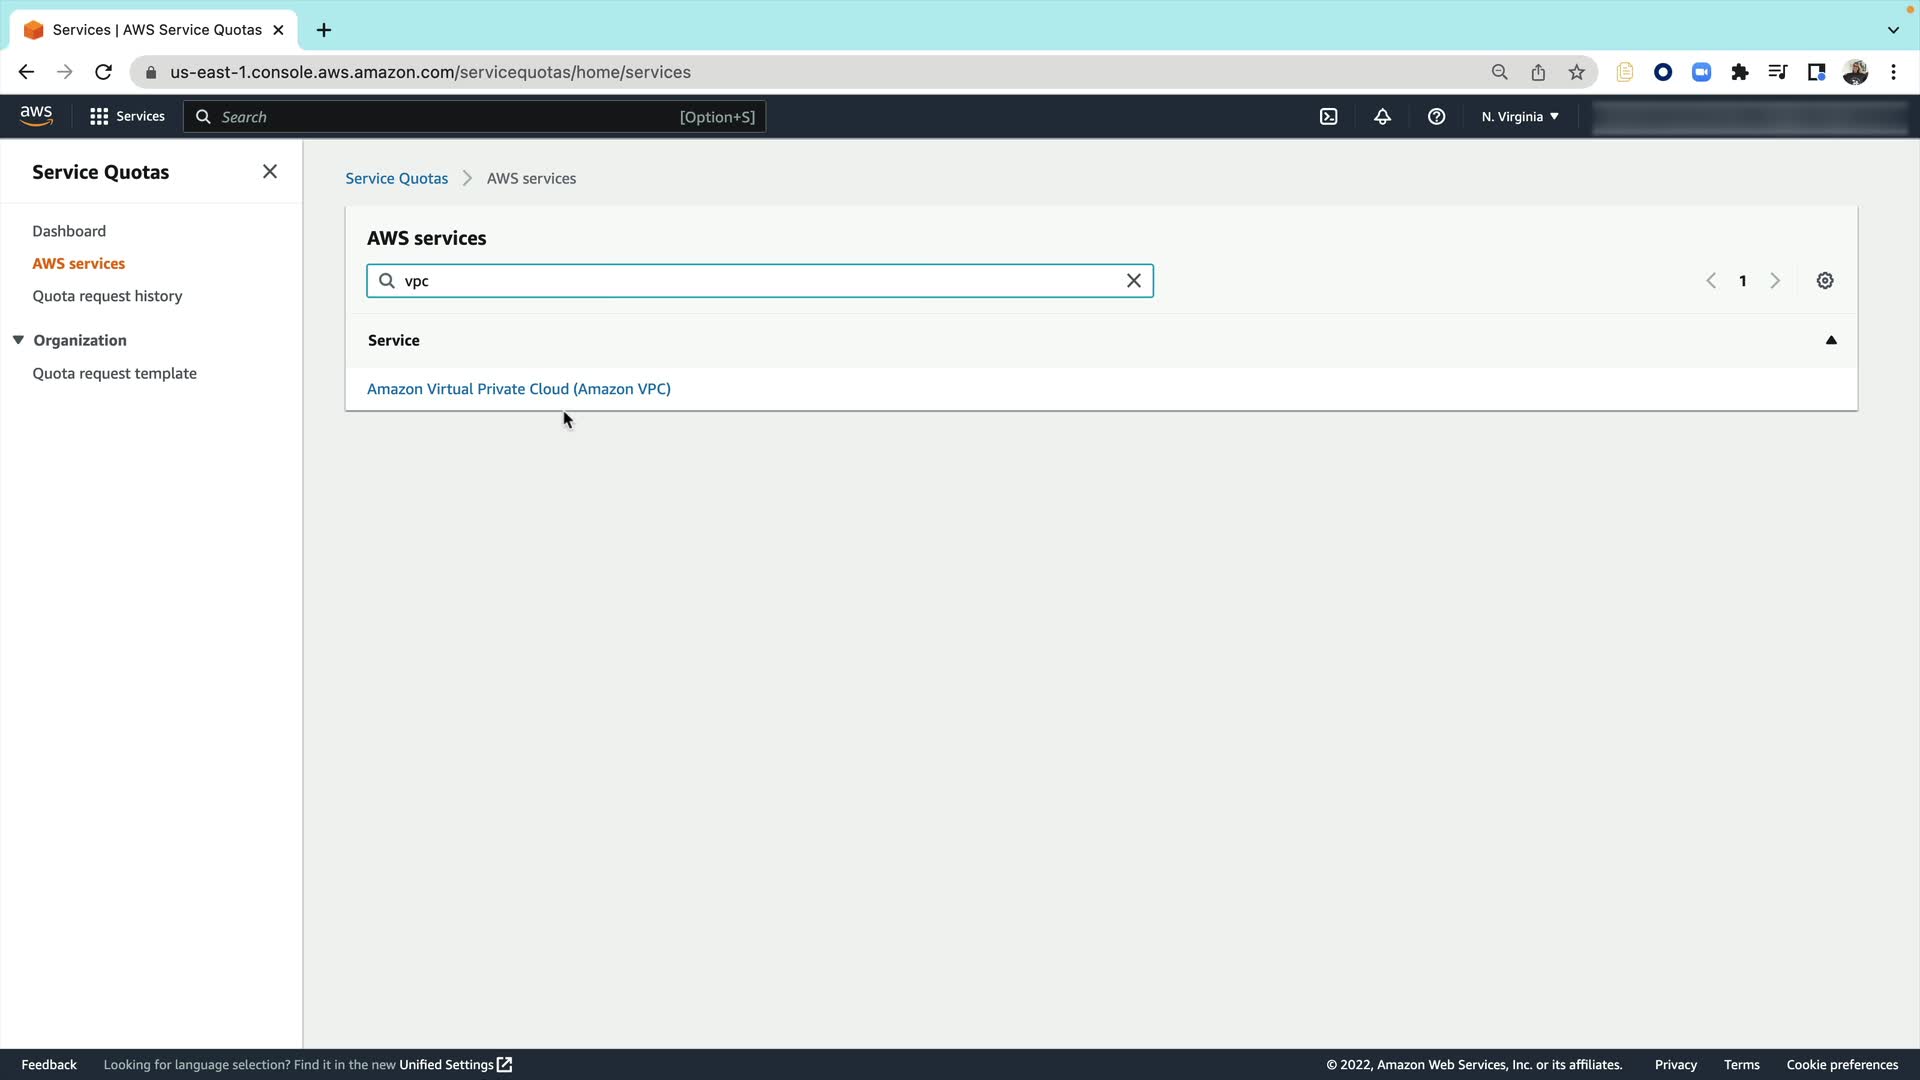 Services | AWS Service Quotas
us-east-1.console.aws.amazon.com/servicequotas/home/services
aws
Services
Search
[Option+S]
N. Virginia
Service Quotas
Dashboard
AWS services
Quota request history
Organization
Quota request template
Service Quotas > AWS services
AWS services
vpc
1
Service
Amazon Virtual Private Cloud (Amazon VPC)
Feedback
Looking for language selection? Find it in the new Unified Settings
© 2022, Amazon Web Services, Inc. or its affiliates.
Privacy
Terms
Cookie preferences